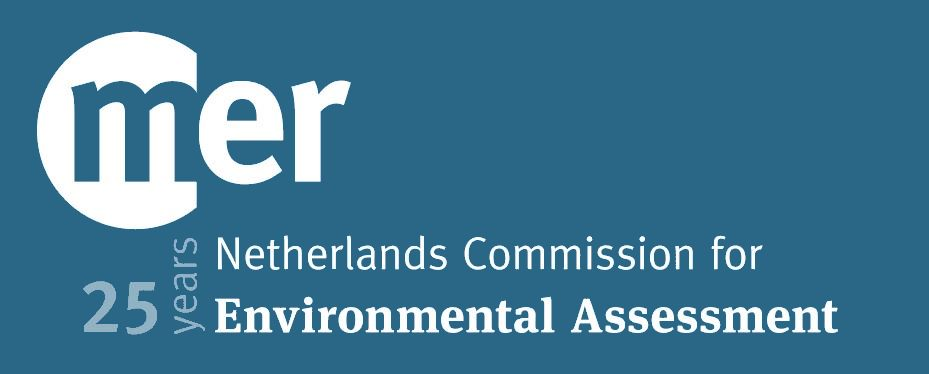 mer
Netherlands Commission for
25 years
Environmental Assessment